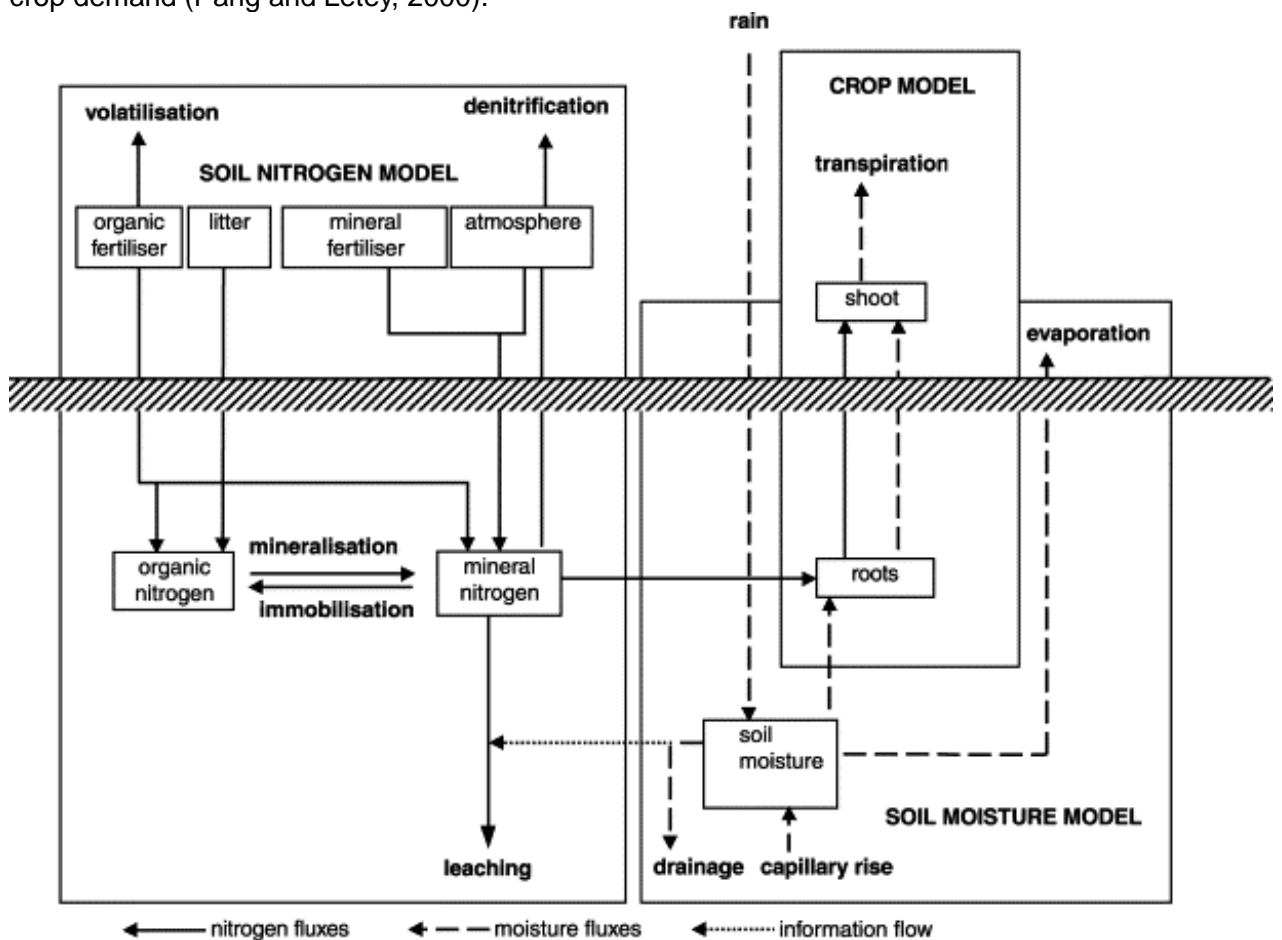 crop demand (Pang and Letey, 2000).
rain
CROP MODEL
volatilisation
denitrification
SOIL NITROGEN MODEL
transpiration
organic
fertiliser
litter
mineral
fertiliser
atmosphere
shoot
evaporation
mineralisation
organic
nitrogen
immobilisation
mineral
nitrogen
roots
soil
moisture
SOIL MOISTURE MODEL
leaching
drainage
capillary rise
nitrogen fluxes
moisture fluxes
information flow